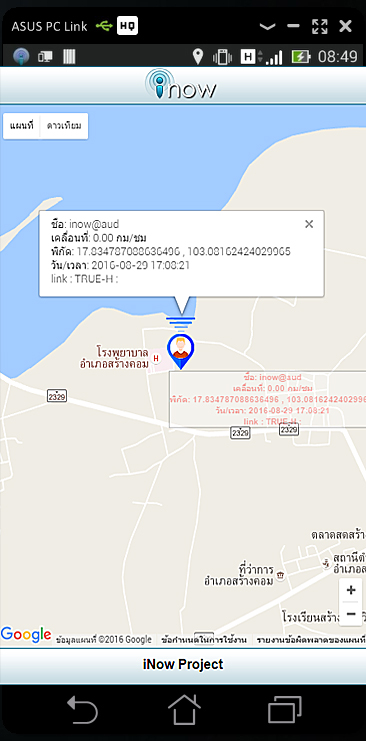 ASUS PC Link HQ
H 08:49
inow
แผนที่ ดาวเทียม
ชื่อ: inow@aud
เคลื่อนที่: 0.00 กม/ชม
พิกัด: 17.834787088636496 , 103.08162424029965
วัน/เวลา: 2016-08-29 17:08:21
link : TRUE-H :
โรงพยาบาล
อำเภอสร้างคอม
H
ชื่อ: inow@aud
เคลื่อนที่: 0.00 กม/ชม
พิกัด: 17.834787088636496 , 103.081624242029
วัน/เวลา: 2016-08-29 17:08:21
link : TRUE-H :
2329
2329
2329
ตลาดสดสร้า
สถานีตำ
อำเภอสร้า
ที่ว่าการ
อำเภอสร้างคอม
โรงเรียนสร้าง
+
−
Google ข้อมูลแผนที่ ©2016 Google ข้อกำหนดในการใช้งาน รายงานข้อผิดพลาดของแผนที่
iNow Project